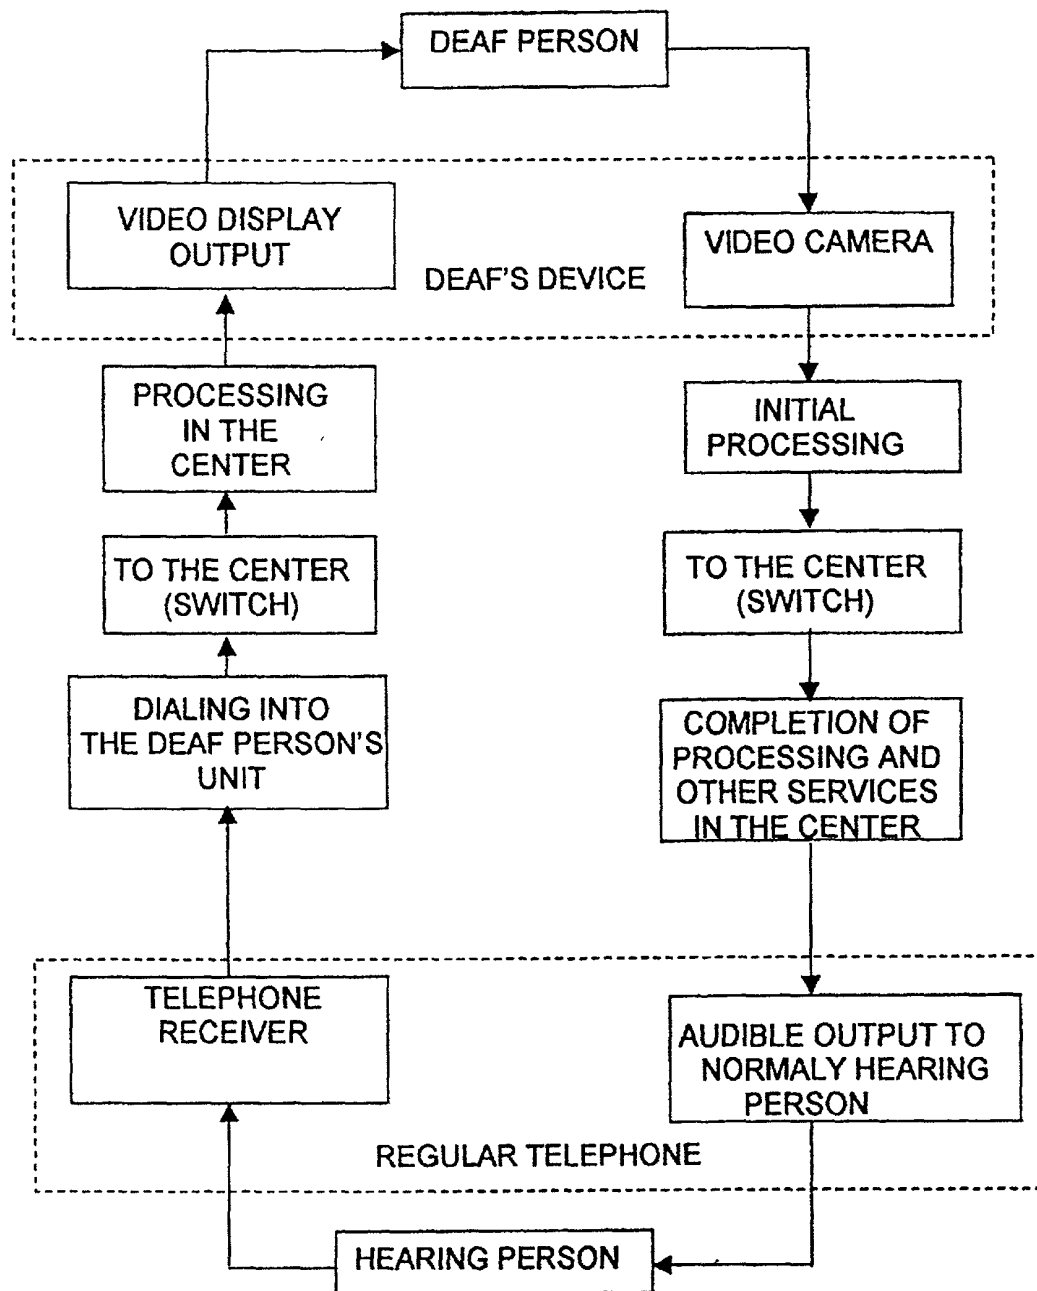 DEAF PERSON
VIDEO DISPLAY
OUTPUT
VIDEO CAMERA
DEAF'S DEVICE
PROCESSING
IN THE
CENTER
INITIAL
PROCESSING
TO THE CENTER
(SWITCH)
TO THE CENTER
(SWITCH)
DIALING INTO
THE DEAF PERSON'S
UNIT
COMPLETION OF
PROCESSING AND
OTHER SERVICES
IN THE CENTER
TELEPHONE
RECEIVER
AUDIBLE OUTPUT TO
NORMALY HEARING
PERSON
REGULAR TELEPHONE
HEARING PERSON